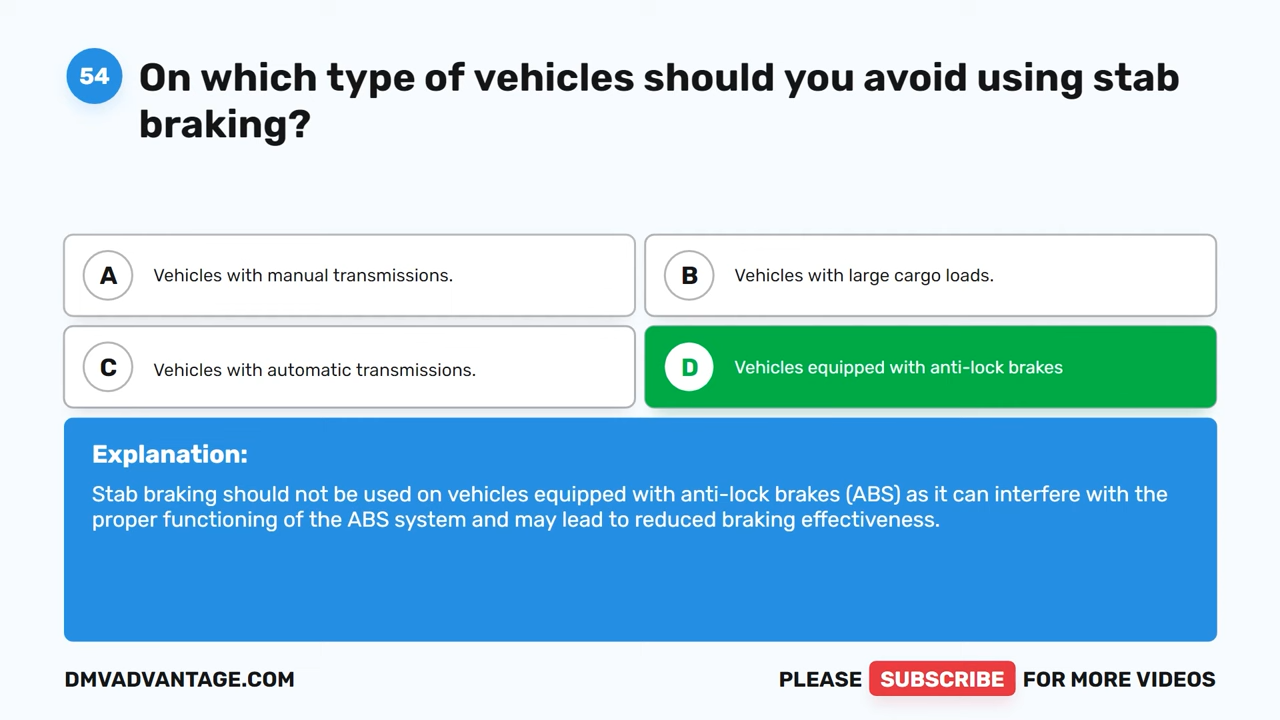 54
On which type of vehicles should you avoid using stab
braking?
A
Vehicles with manual transmissions.
B
Vehicles with large cargo loads.
C
Vehicles with automatic transmissions.
D
Vehicles equipped with anti-lock brakes
Explanation:
Stab braking should not be used on vehicles equipped with anti-lock brakes (ABS) as it can interfere with the
proper functioning of the ABS system and may lead to reduced braking effectiveness.
DMVADVANTAGE.COM
PLEASE SUBSCRIBE FOR MORE VIDEOS